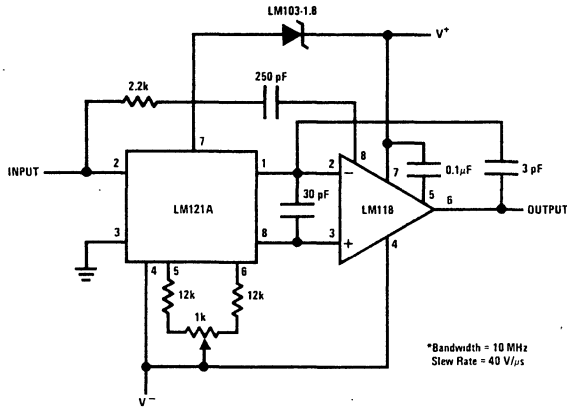 LM103-1.8
V+
2.2k
250 pF
7
8
7
0.1μF
3 pF
INPUT
2
1
2
−
5
6
LM121A
30 pF
LM118
OUTPUT
3
8
3
+
4
4
5
6
12k
12k
1k
*Bandwidth = 10 MHz
Slew Rate = 40 V/μs
V−